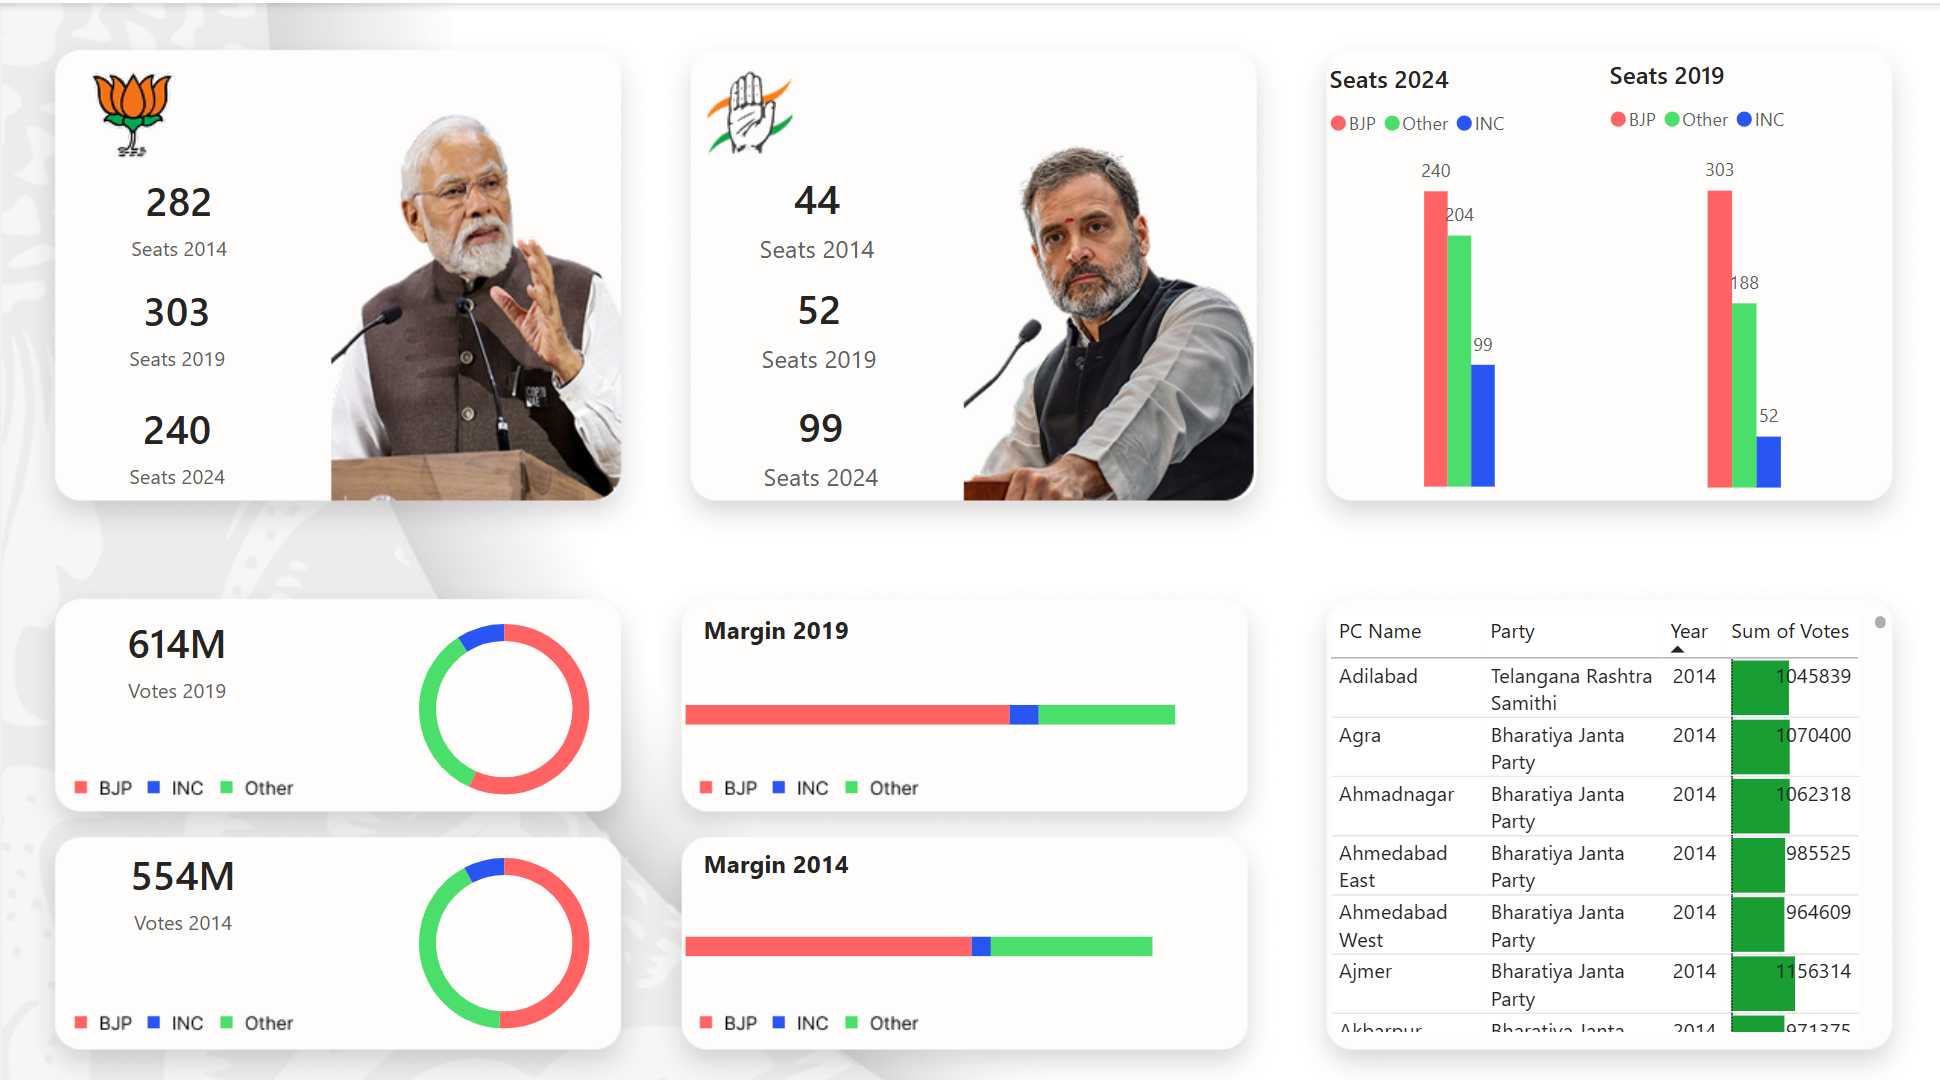 282
Seats 2014
303
Seats 2019
240
Seats 2024
44
Seats 2014
52
Seats 2019
99
Seats 2024
Seats 2024
BJP Other INC
240
204
99
Seats 2019
BJP Other INC
303
188
52
614M
Votes 2019
BJP INC Other
Margin 2019
BJP INC Other
554M
Votes 2014
BJP INC Other
Margin 2014
BJP INC Other
PC Name Party Year Sum of Votes
Adilabad Telangana Rashtra 2014 1045839
Samithi
Agra Bharatiya Janta 2014 1070400
Party
Ahmadnagar Bharatiya Janta 2014 1062318
Party
Ahmedabad Bharatiya Janta 2014 985525
East Party
Ahmedabad Bharatiya Janta 2014 964609
West Party
Ajmer Bharatiya Janta 2014 1156314
Party
Akbarpur Bharatiya Janta 2014 971375